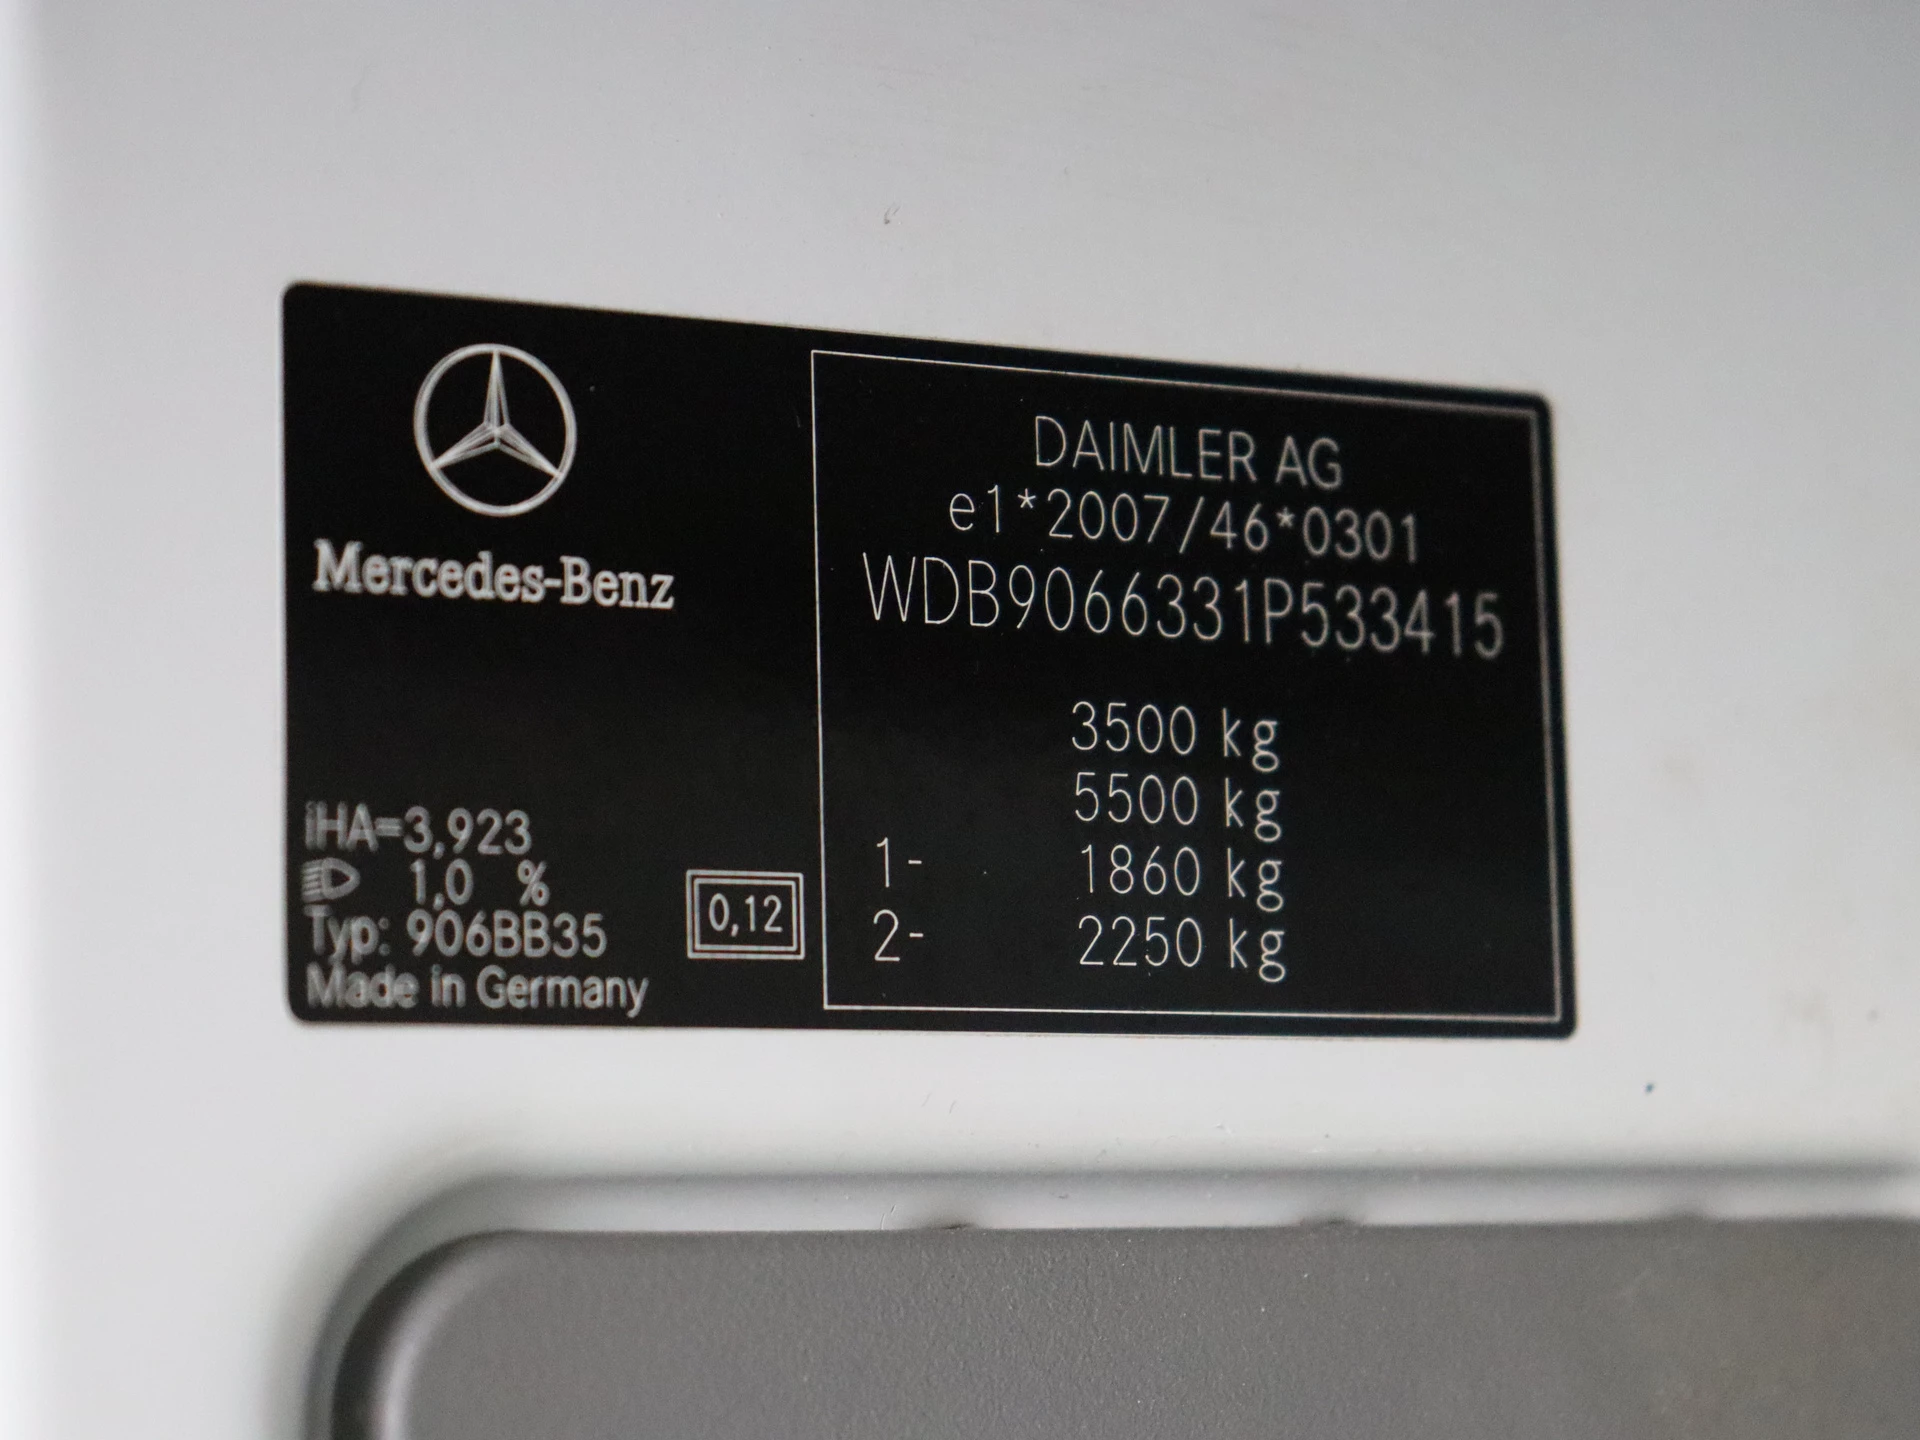 Mercedes-Benz
iHA=3,923
1,0 %
Typ: 906BB35
Made in Germany
0,12
DAIMLER AG
e1*2007/46*0301
WDB9066331P533415
3500 kg
5500 kg
1- 1860 kg
2- 2250 kg